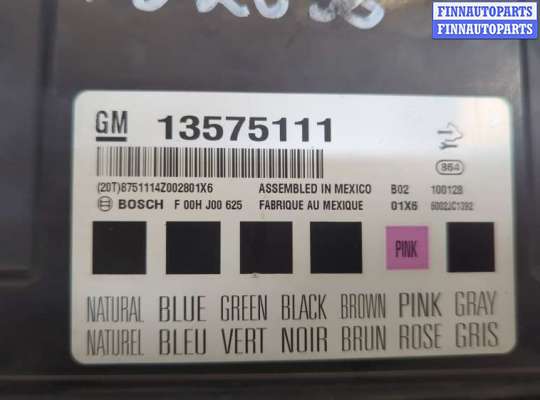 FINNAUTOPARTS
FINNAUTOPARTS
GM 13575111
864
(20T)8751114Z002801X6 ASSEMBLED IN MEXICO B02 100128
BOSCH F 00H J00 625 FABRIQUE AU MEXIQUE 01X6 6002JC1392
PINK
NATURAL BLUE GREEN BLACK BROWN PINK GRAY
NATUREL BLEU VERT NOIR BRUN ROSE GRIS